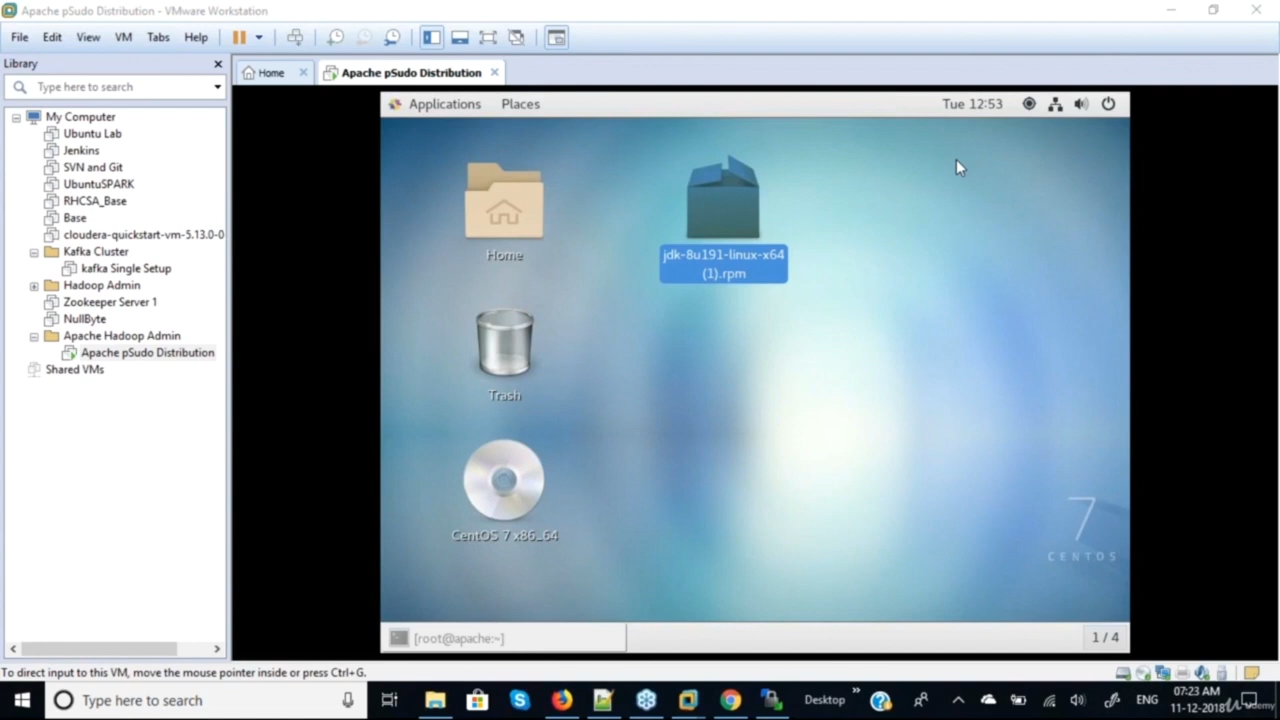 Apache pSudo Distribution - VMware Workstation
File Edit View VM Tabs Help
Library
Type here to search
Home
Apache pSudo Distribution
My Computer
Ubuntu Lab
Jenkins
SVN and Git
UbuntuSPARK
RHCSA_Base
Base
cloudera-quickstart-vm-5.13.0-0
Kafka Cluster
kafka Single Setup
Hadoop Admin
Zookeeper Server 1
NullByte
Apache Hadoop Admin
Apache pSudo Distribution
Shared VMs
Applications Places
Tue 12:53
Home
jdk-8u191-linux-x64
(1).rpm
Trash
CentOS 7 x86_64
7
CENTOS
[root@apache:~]
1 / 4
To direct input to this VM, move the mouse pointer inside or press Ctrl+G.
Type here to search
Desktop
ENG
07:23 AM
11-12-2018
Udemy